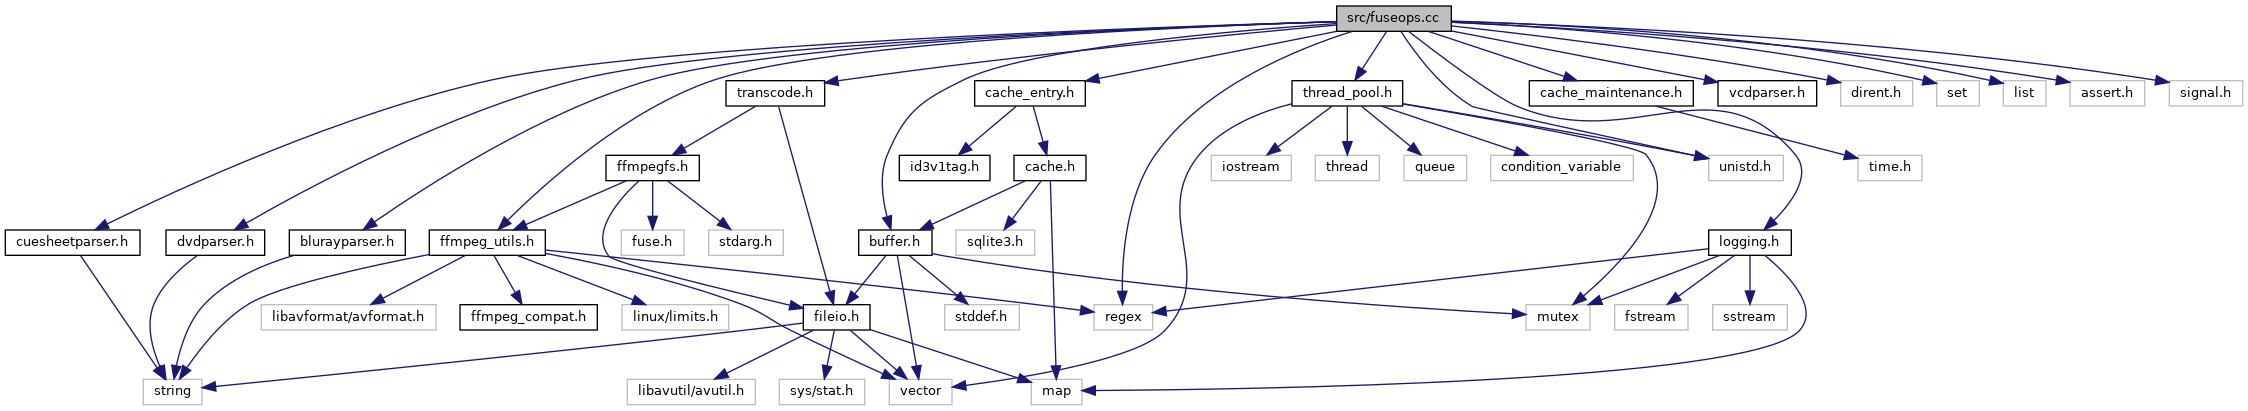 src/fuseops.cc
transcode.h
cache_entry.h
thread_pool.h
cache_maintenance.h
vcdparser.h
dirent.h
set
list
assert.h
signal.h
ffmpegfs.h
id3v1tag.h
cache.h
iostream
thread
queue
condition_variable
unistd.h
time.h
cuesheetparser.h
dvdparser.h
blurayparser.h
ffmpeg_utils.h
fuse.h
stdarg.h
buffer.h
sqlite3.h
logging.h
libavformat/avformat.h
ffmpeg_compat.h
linux/limits.h
fileio.h
stddef.h
regex
mutex
fstream
sstream
string
libavutil/avutil.h
sys/stat.h
vector
map